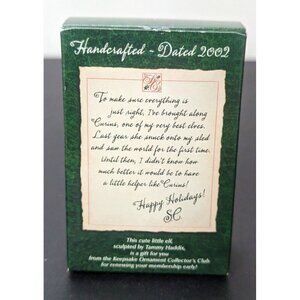 Handcrafted - Dated 2002
To make sure everything is
just right, I've brought along
Curius, one of my very best elves.
Last year she snuck onto my sled
and saw the world for the first time.
Until then, I didn't know how
much better it would be to have
a little helper like Curius!
Happy Holidays!
SC
This cute little elf,
sculpted by Tammy Haddix,
is a gift for you
from the Keepsake Ornament Collector's Club
for renewing your membership early!